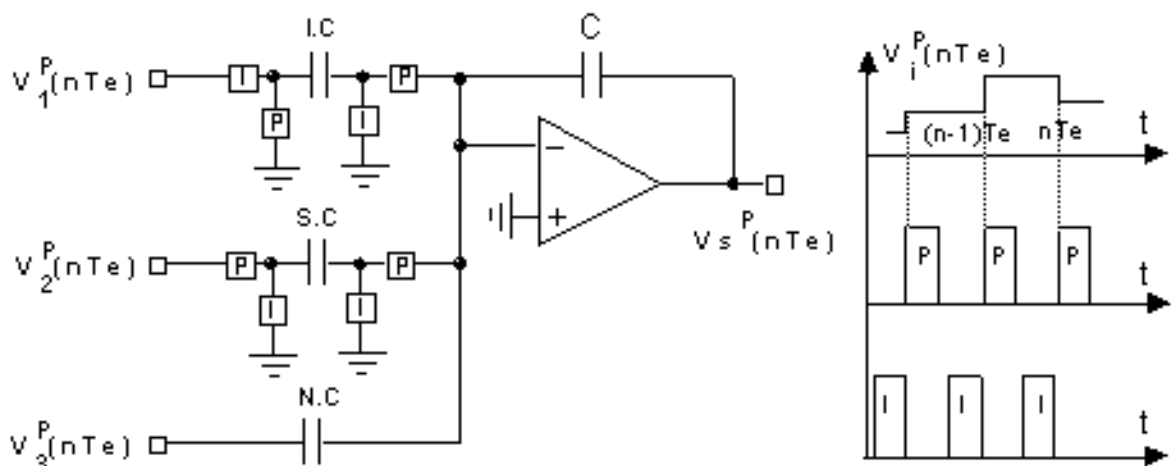 I.C
C
V₁ᴾ(nTe)
I
P
P
I
S.C
V₂ᴾ(nTe)
P
P
I
I
N.C
V₃ᴾ(nTe)
−
+
Vsᴾ(nTe)
Vᵢᴾ(nTe)
(n-1)Te nTe t
P P P t
I I I t